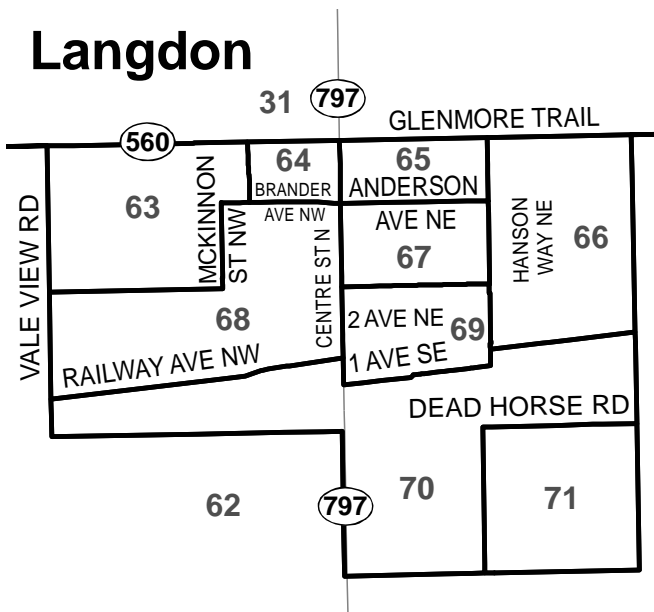 Langdon
31
797
GLENMORE TRAIL
560
64
65
MCKINNON
ST NW
BRANDER
AVE NW
ANDERSON
AVE NE
63
VALE VIEW RD
HANSON
WAY NE
66
67
CENTRE ST N
68
2 AVE NE
69
1 AVE SE
RAILWAY AVE NW
DEAD HORSE RD
62
797
70
71